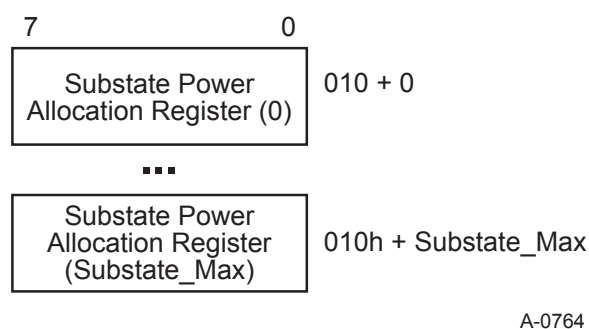 7 0
Substate Power
Allocation Register (0)
010 + 0
...
Substate Power
Allocation Register
(Substate_Max)
010h + Substate_Max
A-0764